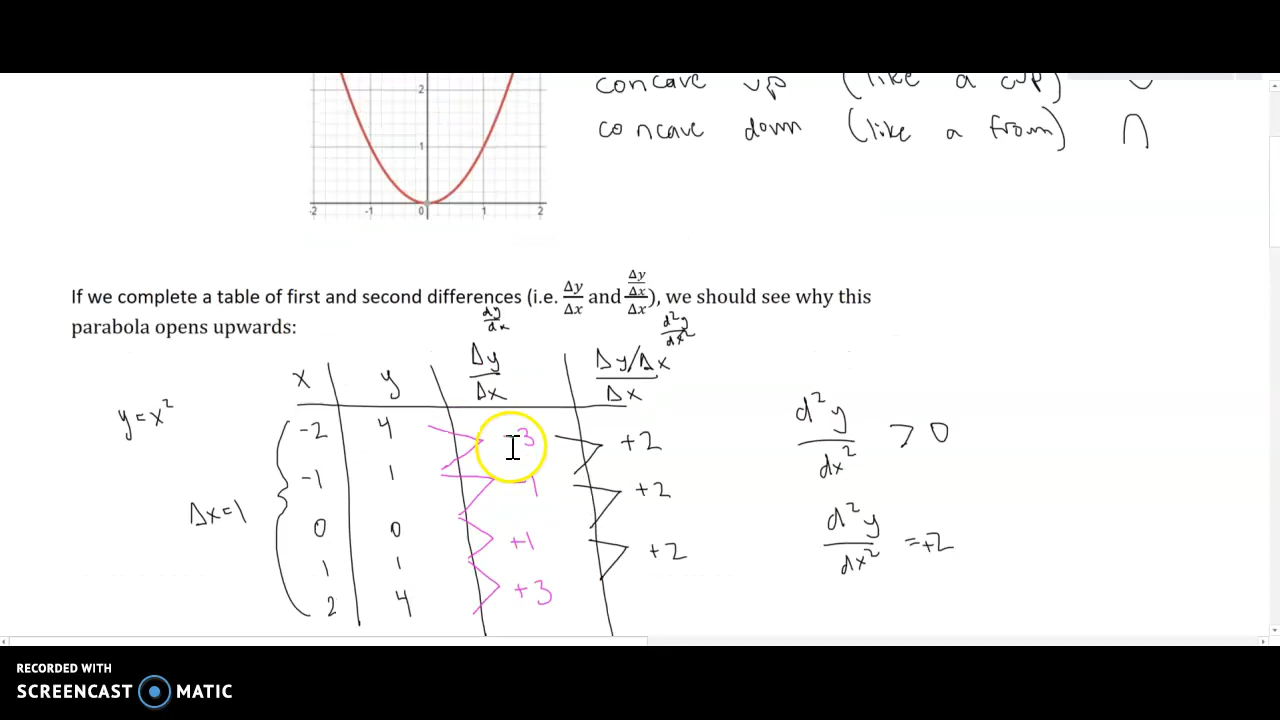 concave up (like a cup) ∪
2
concave down (like a frown) ∩
1
-2 -1 0 1 2
If we complete a table of first and second differences (i.e. Δy/Δx and Δy/Δx/Δx), we should see why this
parabola opens upwards:
dy/dx d²y/dx²
x y Δy/Δx Δy/Δx/Δx
y=x²
-2 4 -3 +2
-1 1 -1 +2
0 0 +1 +2
1 1 +3
2 4
Δx=1
d²y/dx² > 0
d²y/dx² = +2
RECORDED WITH
SCREENCAST MATIC